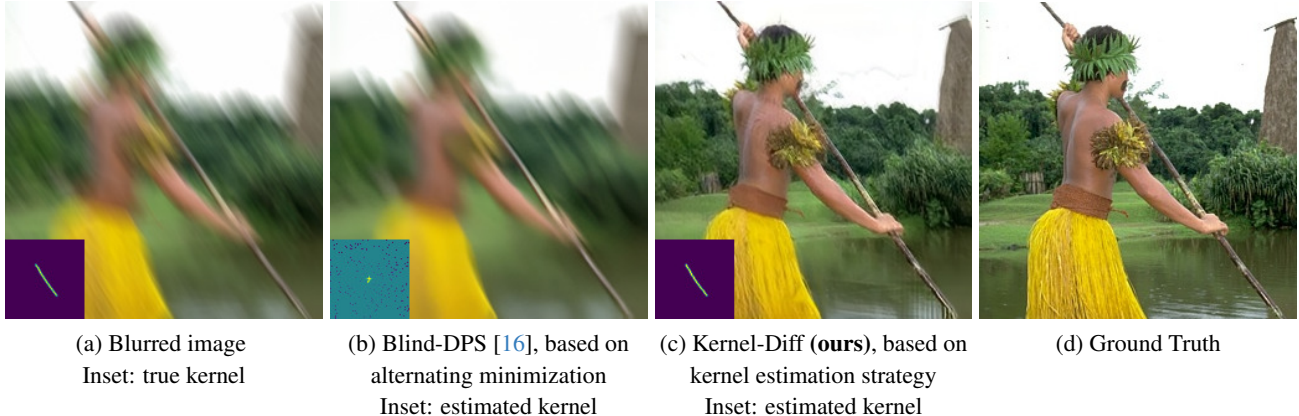 (a) Blurred image
Inset: true kernel
(b) Blind-DPS [16], based on
alternating minimization
Inset: estimated kernel
(c) Kernel-Diff (ours), based on
kernel estimation strategy
Inset: estimated kernel
(d) Ground Truth